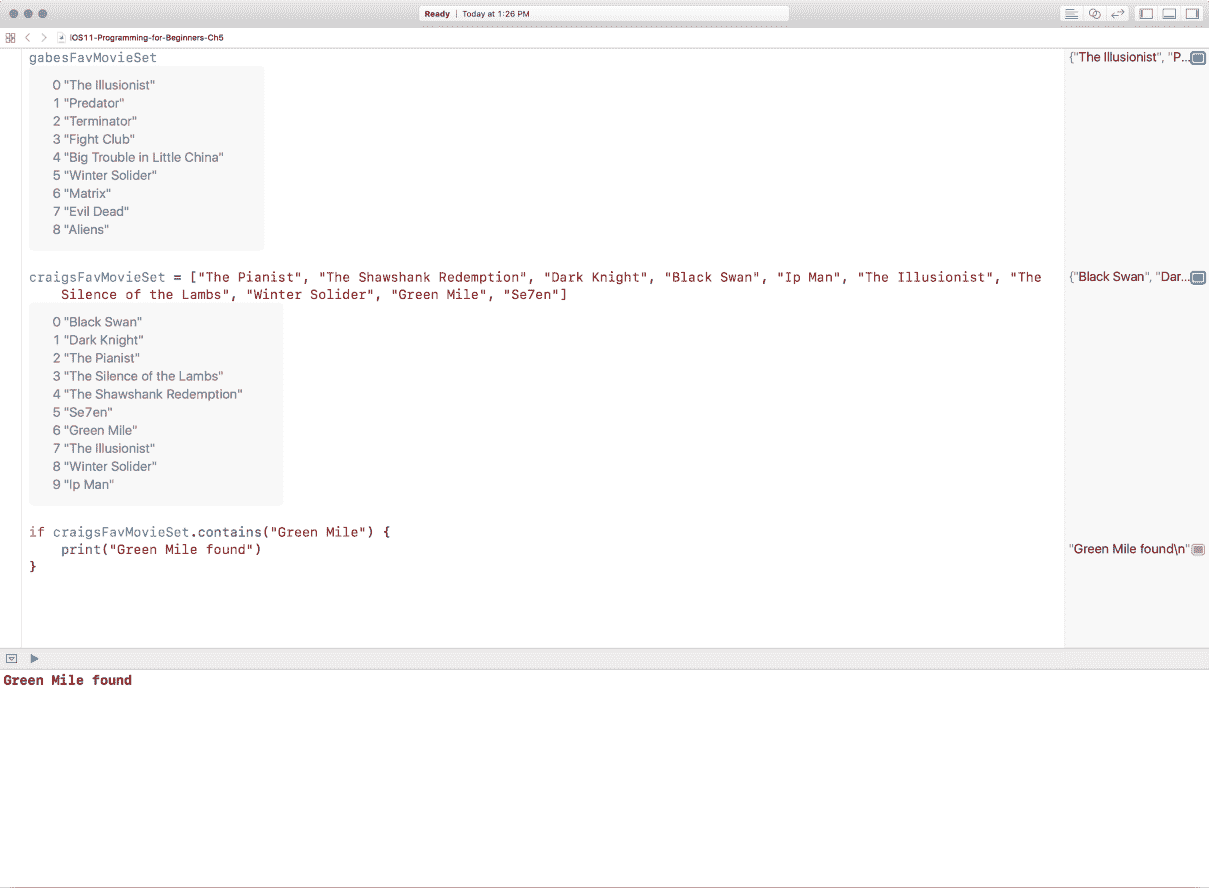 Ready | Today at 1:26 PM
iOS11-Programming-for-Beginners-Ch5
gabesFavMovieSet
{"The Illusionist", "P...
0 "The Illusionist"
1 "Predator"
2 "Terminator"
3 "Fight Club"
4 "Big Trouble in Little China"
5 "Winter Solider"
6 "Matrix"
7 "Evil Dead"
8 "Aliens"
craigsFavMovieSet = ["The Pianist", "The Shawshank Redemption", "Dark Knight", "Black Swan", "Ip Man", "The Illusionist", "The
{"Black Swan", "Dar...
Silence of the Lambs", "Winter Solider", "Green Mile", "Se7en"]
0 "Black Swan"
1 "Dark Knight"
2 "The Pianist"
3 "The Silence of the Lambs"
4 "The Shawshank Redemption"
5 "Se7en"
6 "Green Mile"
7 "The Illusionist"
8 "Winter Solider"
9 "Ip Man"
if craigsFavMovieSet.contains("Green Mile") {
print("Green Mile found")
"Green Mile found\n"
}
Green Mile found